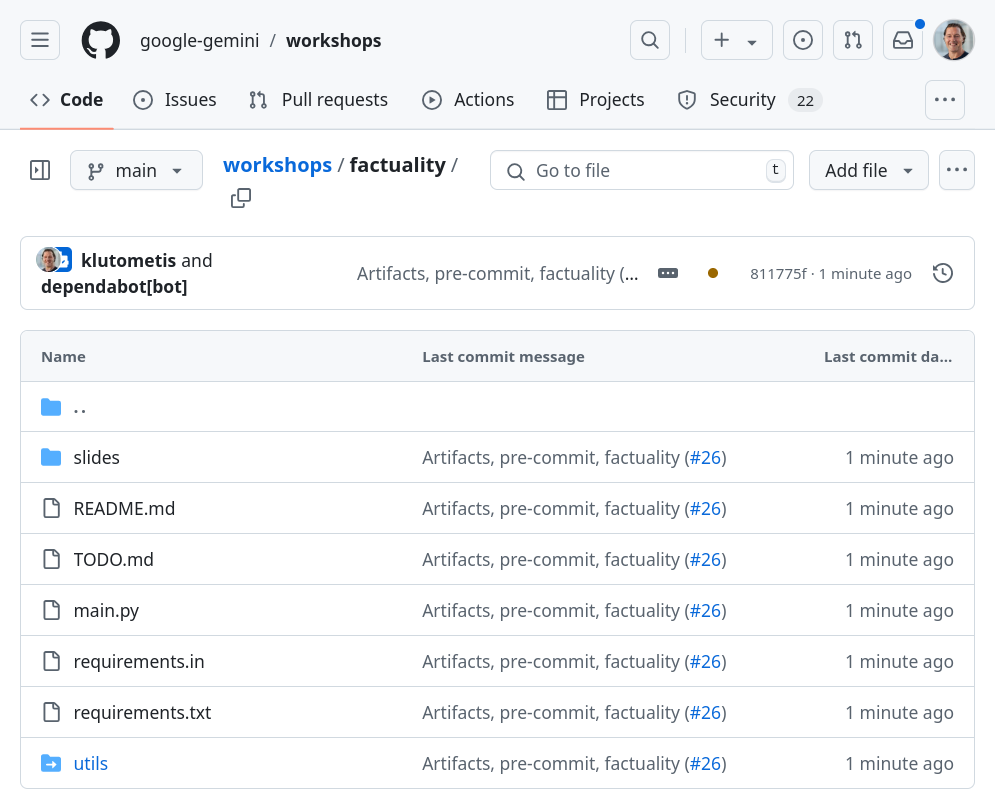 google-gemini / workshops
Code Issues Pull requests Actions Projects Security 22
main workshops / factuality / Go to file t Add file
klutometis and dependabot[bot] Artifacts, pre-commit, factuality (... 811775f · 1 minute ago
Name Last commit message Last commit da...
..
slides Artifacts, pre-commit, factuality (#26) 1 minute ago
README.md Artifacts, pre-commit, factuality (#26) 1 minute ago
TODO.md Artifacts, pre-commit, factuality (#26) 1 minute ago
main.py Artifacts, pre-commit, factuality (#26) 1 minute ago
requirements.in Artifacts, pre-commit, factuality (#26) 1 minute ago
requirements.txt Artifacts, pre-commit, factuality (#26) 1 minute ago
utils Artifacts, pre-commit, factuality (#26) 1 minute ago